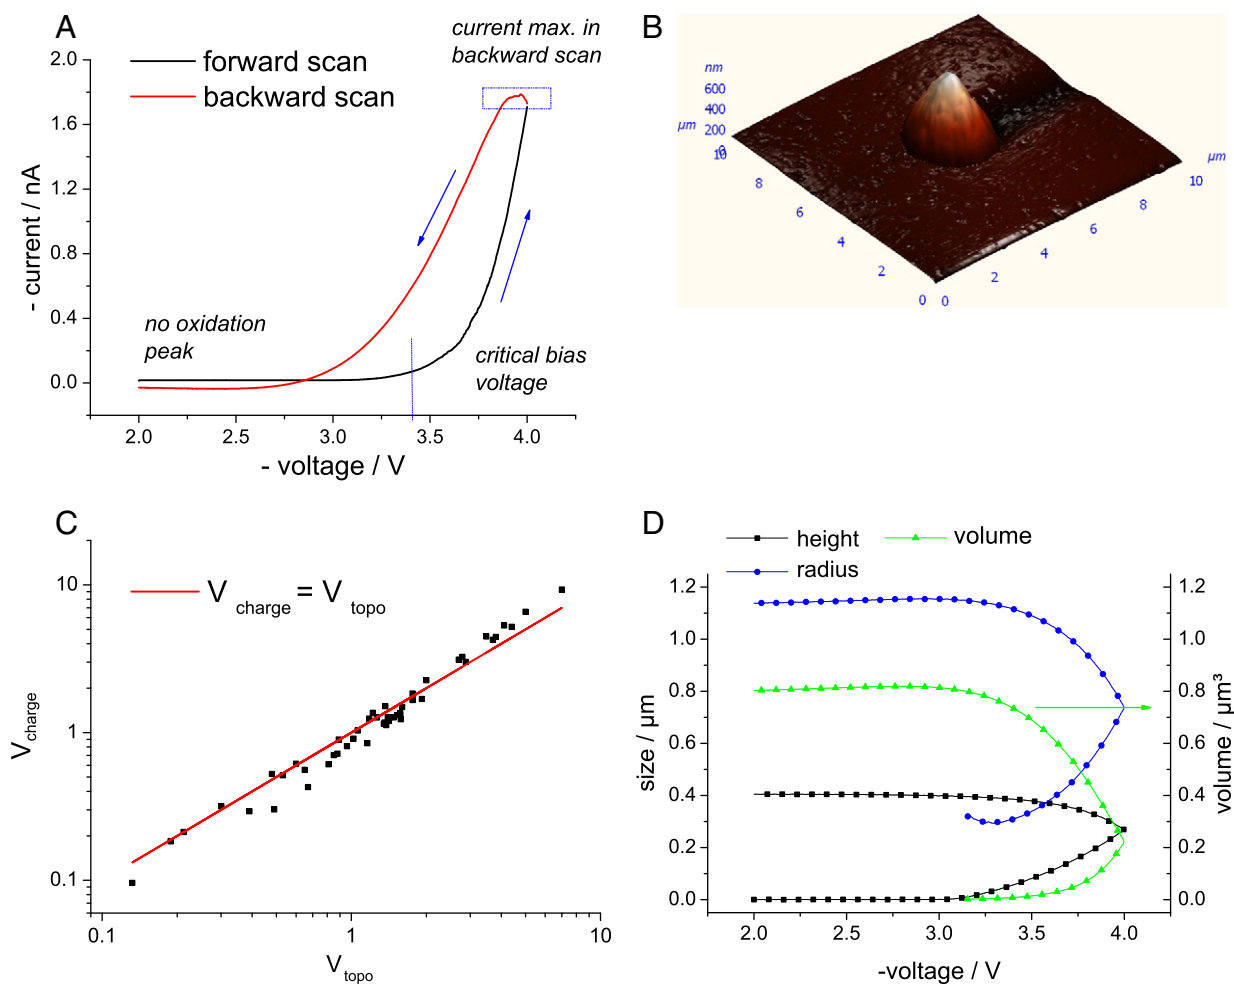 A
current max. in
backward scan
forward scan
backward scan
2.0
1.6
1.2
0.8
0.4
0.0
- current / nA
no oxidation
peak
critical bias
voltage
2.0 2.5 3.0 3.5 4.0
- voltage / V
B
nm
600
400
200
0
µm
10
8
6
4
2
0
0
2
4
6
8
10
µm
C
V charge = V topo
10
1
0.1
Vcharge
0.1 1 10
V topo
D
height
volume
radius
1.2
1.0
0.8
0.6
0.4
0.2
0.0
size / µm
1.2
1.0
0.8
0.6
0.4
0.2
0.0
volume / µm³
2.0 2.5 3.0 3.5 4.0
-voltage / V